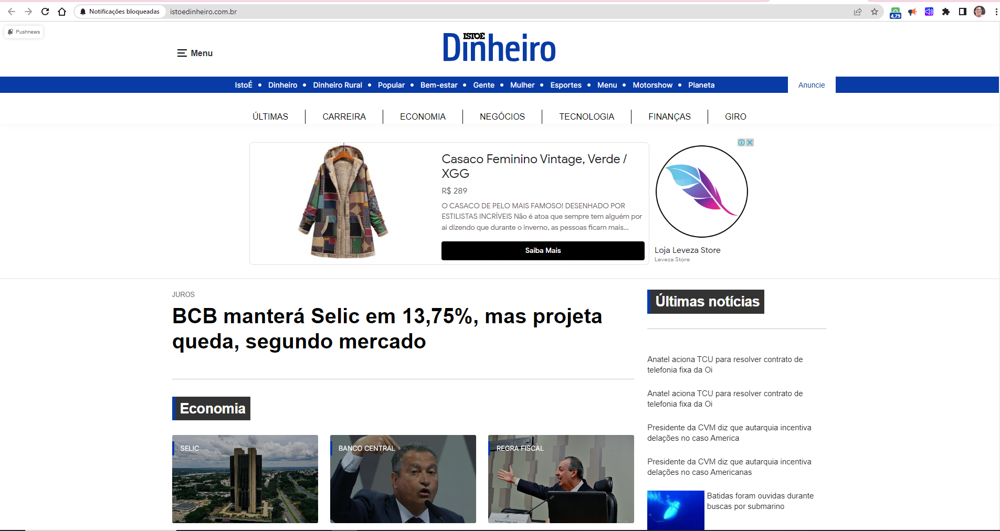 Notificações bloqueadas
istoedinheiro.com.br
4,79
Pushnews
Menu
ISTOÉ
Dinheiro
IstoÉ • Dinheiro • Dinheiro Rural • Popular • Bem-estar • Gente • Mulher • Esportes • Menu • Motorshow • Planeta
Anuncie
ÚLTIMAS
CARREIRA
ECONOMIA
NEGÓCIOS
TECNOLOGIA
FINANÇAS
GIRO
Casaco Feminino Vintage, Verde /
XGG
R$ 289
O CASACO DE PELO MAIS FAMOSO! DESENHADO POR
ESTILISTAS INCRÍVEIS Não é atoa que sempre tem alguém por
ai dizendo que durante o inverno, as pessoas ficam mais...
Saiba Mais
Loja Leveza Store
Leveza Store
JUROS
BCB manterá Selic em 13,75%, mas projeta
queda, segundo mercado
Economia
SELIC
BANCO CENTRAL
REGRA FISCAL
Últimas notícias
Anatel aciona TCU para resolver contrato de
telefonia fixa da Oi
Anatel aciona TCU para resolver contrato de
telefonia fixa da Oi
Presidente da CVM diz que autarquia incentiva
delações no caso America
Presidente da CVM diz que autarquia incentiva
delações no caso Americanas
Batidas foram ouvidas durante
buscas por submarino